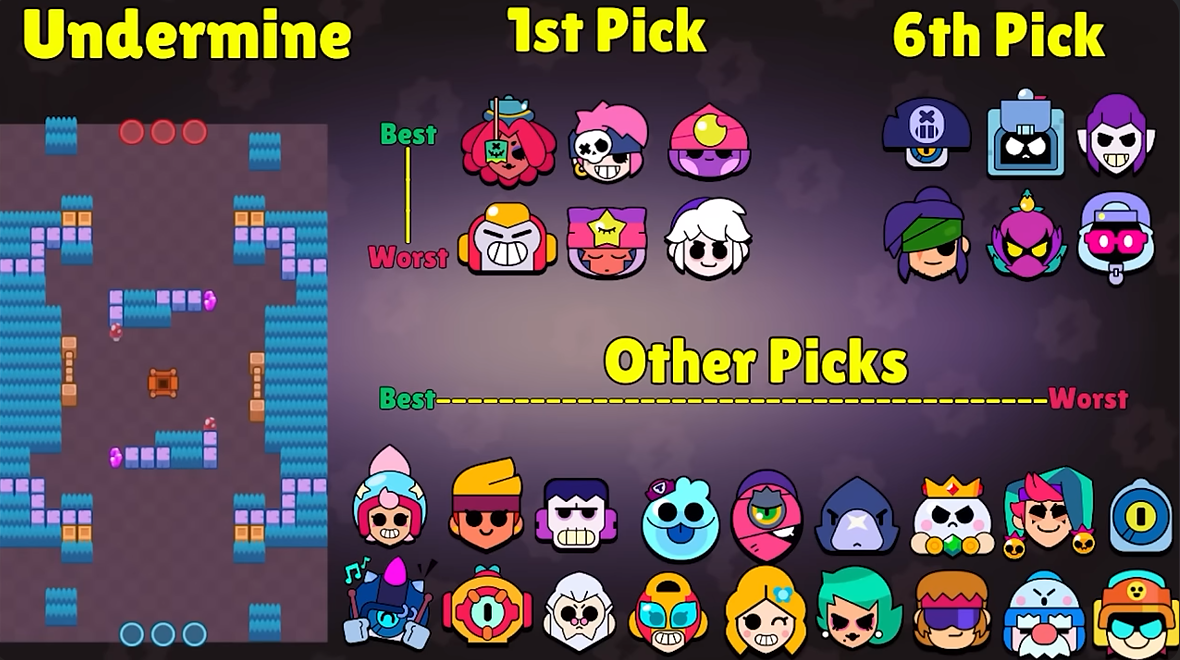 Undermine
1st Pick
6th Pick
Best
Worst
Other Picks
Best
Worst